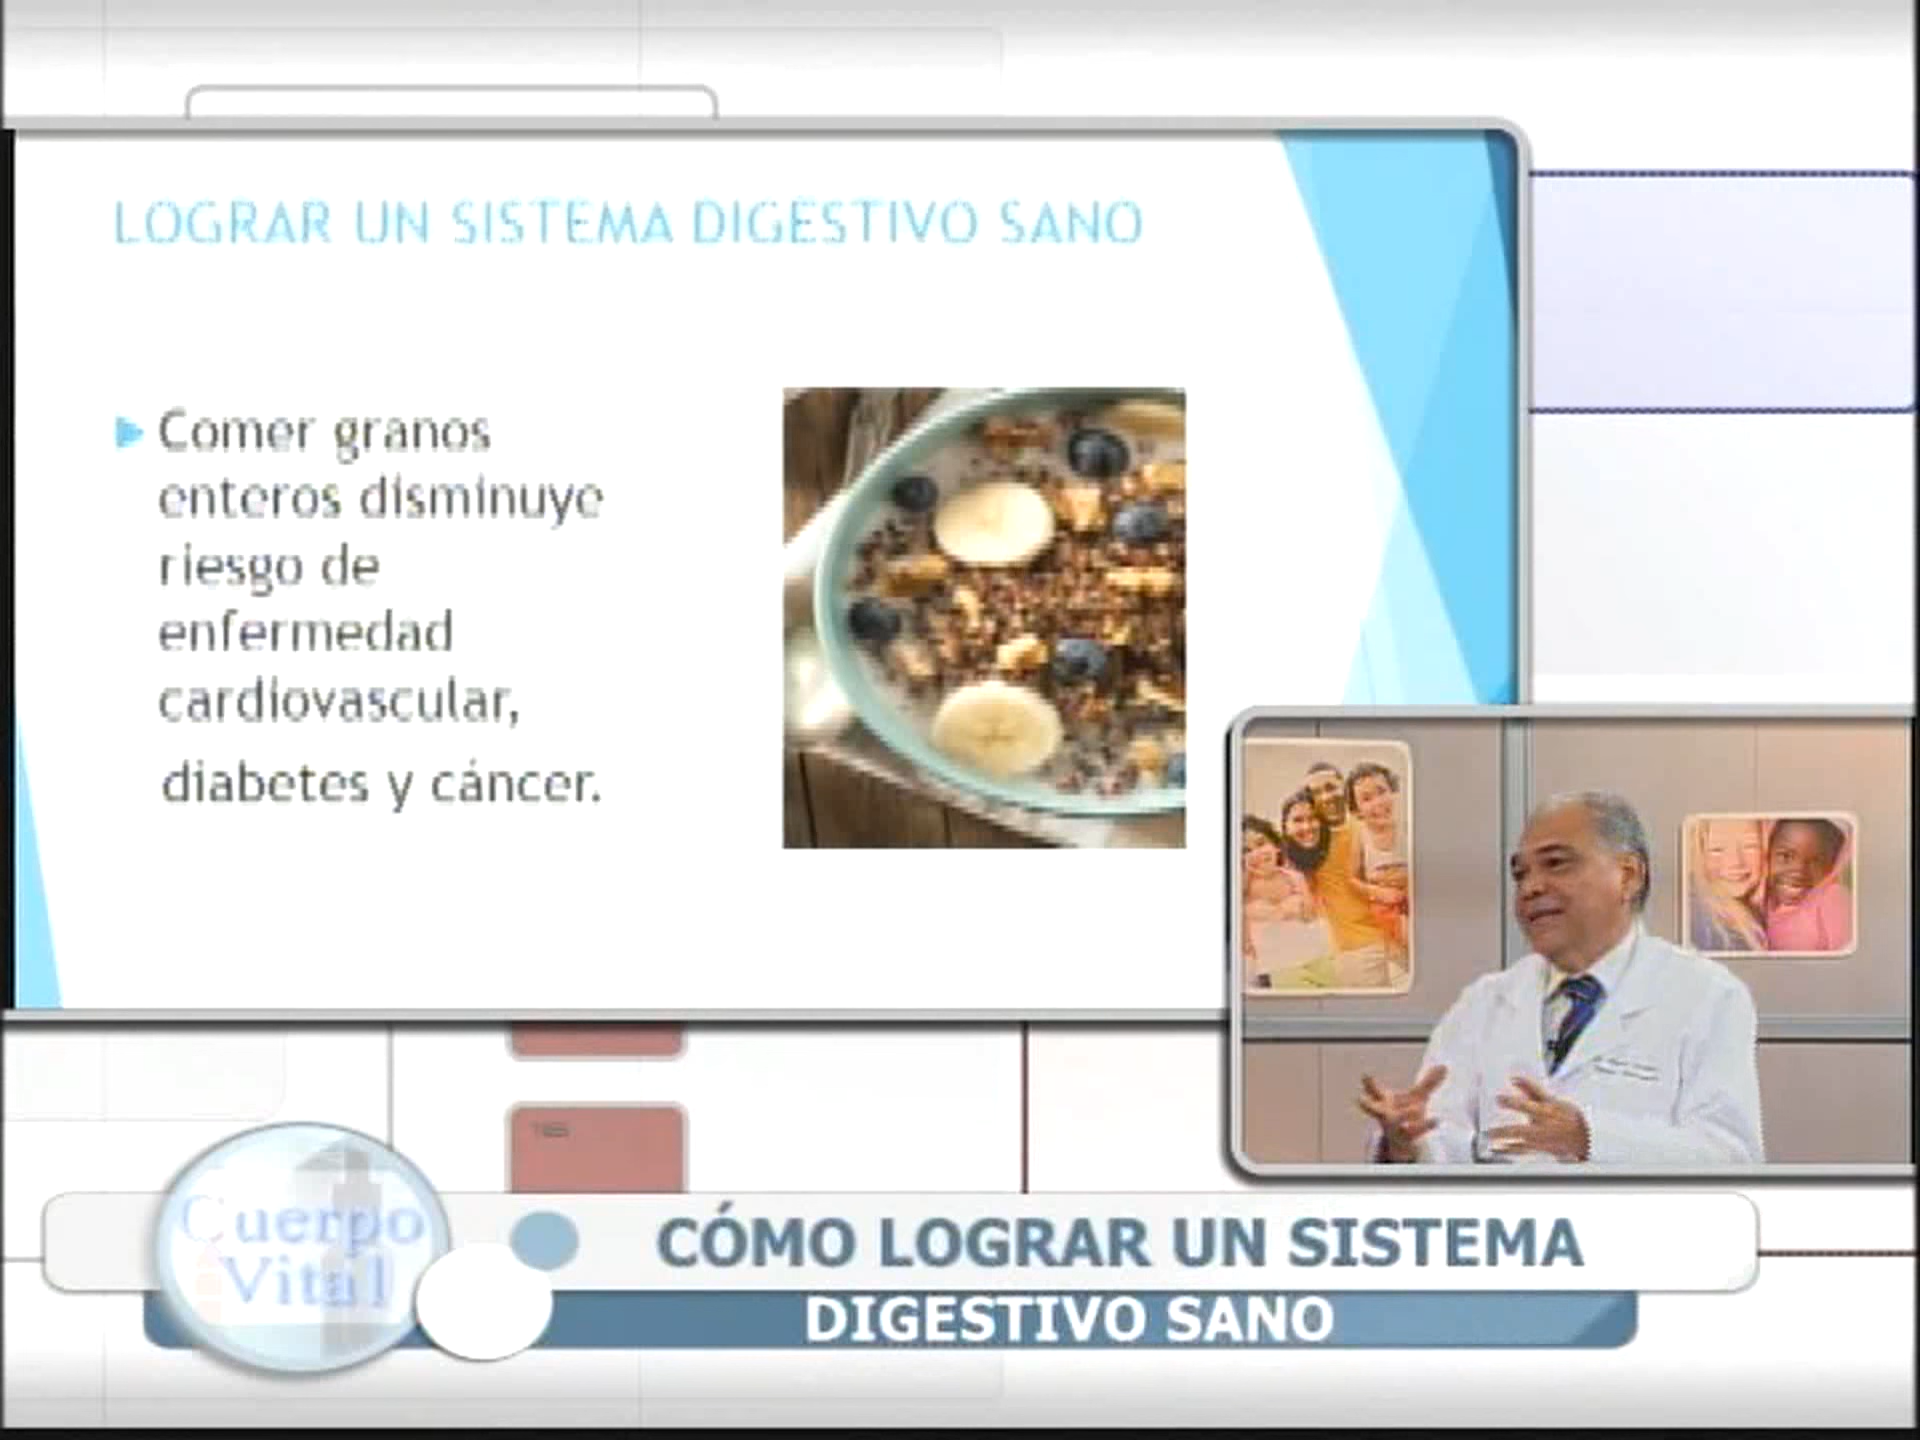 LOGRAR UN SISTEMA DIGESTIVO SANO
Comer granos
enteros disminuye
riesgo de
enfermedad
cardiovascular,
diabetes y cáncer.
Cuerpo
Vital
CÓMO LOGRAR UN SISTEMA
DIGESTIVO SANO